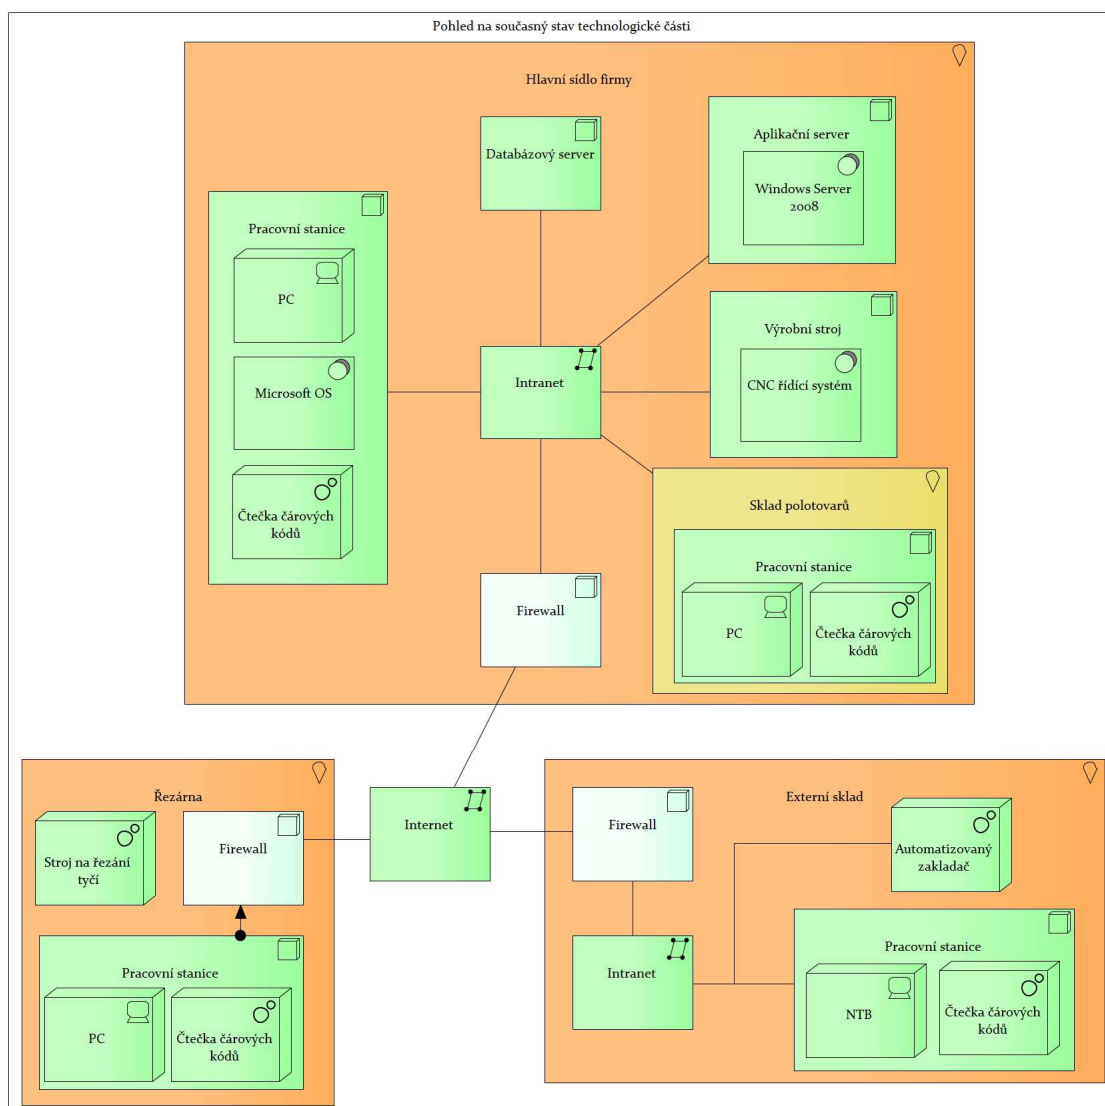 Pohled na současný stav technologické části
Hlavní sídlo firmy
Databázový server
Aplikační server
Windows Server
2008
Pracovní stanice
PC
Microsoft OS
Čtečka čárových
kódů
Intranet
Výrobní stroj
CNC řídící systém
Sklad polotovarů
Pracovní stanice
PC
Čtečka čárových
kódů
Firewall
Řezárna
Stroj na řezání
tyčí
Firewall
Pracovní stanice
PC
Čtečka čárových
kódů
Internet
Externí sklad
Firewall
Automatizovaný
zakladač
Intranet
Pracovní stanice
NTB
Čtečka čárových
kódů